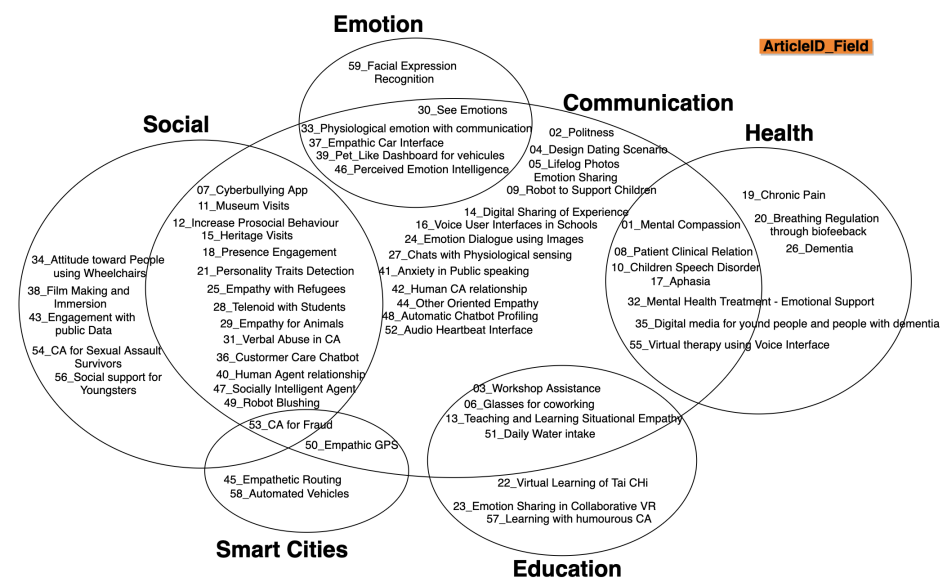 Emotion
ArticleID_Field
59_Facial Expression
Recognition
Communication
30_See Emotions
Social
Health
33_Physiological emotion with communication
02_Politness
37_Empathic Car Interface
04_Design Dating Scenario
39_Pet_Like Dashboard for vehicules
05_Lifelog Photos
46_Perceived Emotion Intelligence
Emotion Sharing
09_Robot to Support Children
07_Cyberbullying App
11_Museum Visits
12_Increase Prosocial Behaviour
15_Heritage Visits
18_Presence Engagement
21_Personality Traits Detection
25_Empathy with Refugees
28_Telenoid with Students
29_Empathy for Animals
31_Verbal Abuse in CA
36_Custormer Care Chatbot
40_Human Agent relationship
47_Socially Intelligent Agent
49_Robot Blushing
14_Digital Sharing of Experience
16_Voice User Interfaces in Schools
24_Emotion Dialogue using Images
27_Chats with Physiological sensing
41_Anxiety in Public speaking
42_Human CA relationship
44_Other Oriented Empathy
48_Automatic Chatbot Profiling
52_Audio Heartbeat Interface
19_Chronic Pain
01_Mental Compassion
20_Breathing Regulation
through biofeedback
26_Dementia
08_Patient Clinical Relation
10_Children Speech Disorder
17_Aphasia
32_Mental Health Treatment - Emotional Support
35_Digital media for yound people and people with dementia
55_Virtual therapy using Voice Interface
34_Attitude toward People
using Wheelchairs
38_Film Making and
Immersion
43_Engagement with
public Data
54_CA for Sexual Assault
Survivors
56_Social support for
Youngsters
53_CA for Fraud
50_Empathic GPS
45_Empathetic Routing
58_Automated Vehicles
Smart Cities
03_Workshop Assistance
06_Glasses for coworking
13_Teaching and Learning Situational Empathy
51_Daily Water intake
22_Virtual Learning of Tai CHi
23_Emotion Sharing in Collaborative VR
57_Learning with humourous CA
Education